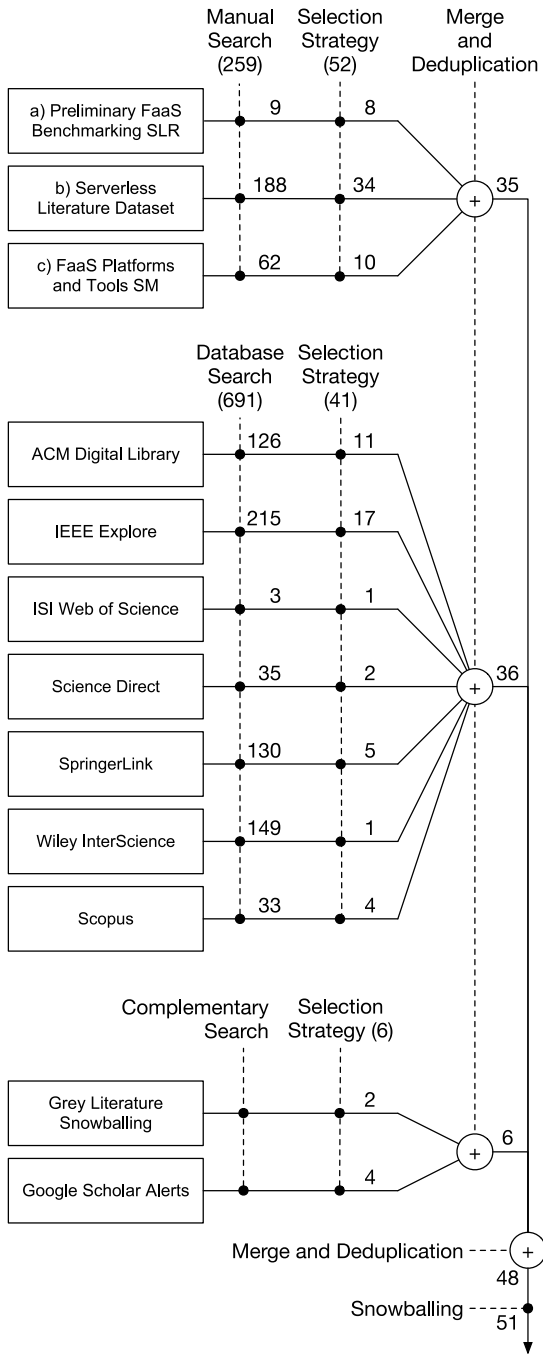 Manual
Search
(259)
Selection
Strategy
(52)
Merge
and
Deduplication
a) Preliminary FaaS
Benchmarking SLR
9
8
b) Serverless
Literature Dataset
188
34
+
35
c) FaaS Platforms
and Tools SM
62
10
Database
Search
(691)
Selection
Strategy
(41)
ACM Digital Library
126
11
IEEE Explore
215
17
ISI Web of Science
3
1
Science Direct
35
2
+
36
SpringerLink
130
5
Wiley InterScience
149
1
Scopus
33
4
Complementary
Search
Selection
Strategy (6)
Grey Literature
Snowballing
2
+
6
Google Scholar Alerts
4
Merge and Deduplication
+
48
Snowballing
51